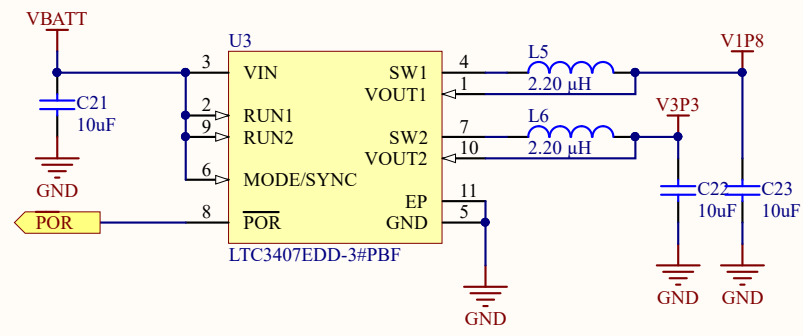 VBATT
U3
L5
V1P8
3
VIN
SW1
4
2.20 µH
VOUT1
1
C21
10uF
2
RUN1
9
RUN2
L6
V3P3
SW2
7
2.20 µH
VOUT2
10
6
MODE/SYNC
GND
C22
10uF
C23
10uF
EP
11
POR
8
POR
GND
5
LTC3407EDD-3#PBF
GND
GND
GND